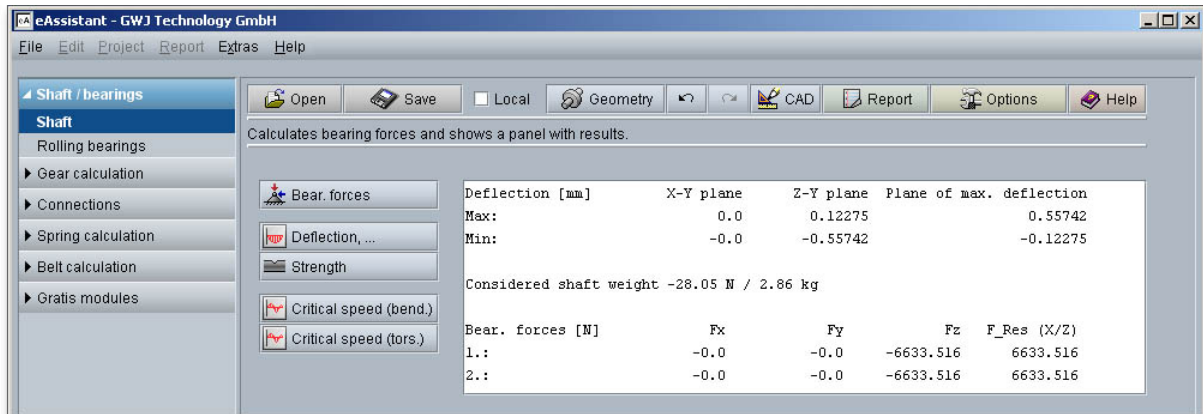 eA eAssistant - GWJ Technology GmbH
File Edit Project Report Extras Help
Shaft / bearings
Shaft
Rolling bearings
Gear calculation
Connections
Spring calculation
Belt calculation
Gratis modules
Open Save Local Geometry CAD Report Options Help
Calculates bearing forces and shows a panel with results.
Bear. forces
Deflection, ...
Strength
Critical speed (bend.)
Critical speed (tors.)
Deflection [mm] X-Y plane Z-Y plane Plane of max. deflection
Max: 0.0 0.12275 0.55742
Min: -0.0 -0.55742 -0.12275
Considered shaft weight -28.05 N / 2.86 kg
Bear. forces [N] Fx Fy Fz F_Res (X/Z)
1.: -0.0 -0.0 -6633.516 6633.516
2.: -0.0 -0.0 -6633.516 6633.516